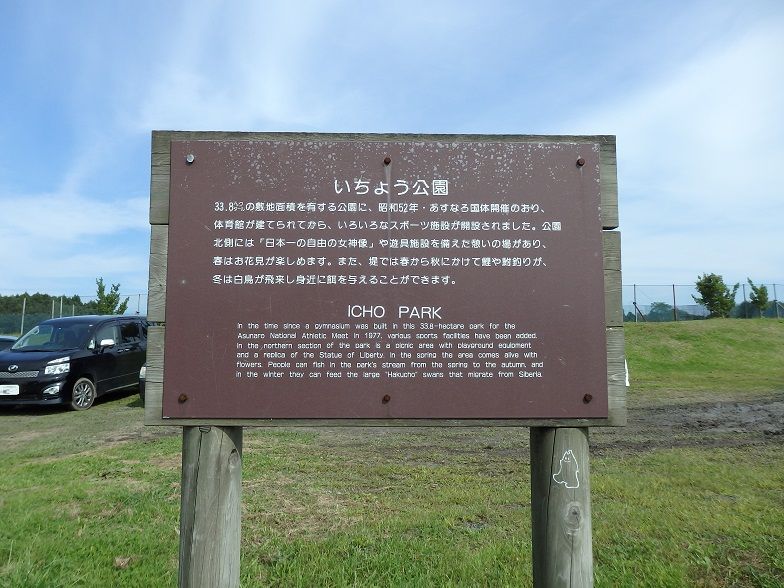 いちょう公園
33.8ヘクタールの敷地面積を有する公園に、昭和52年・あすなろ国体開催のおり、
体育館が建てられてから、いろいろなスポーツ施設が開設されました。公園
北側には「日本一の自由の女神像」や遊具施設を備えた憩いの場があり、
春はお花見が楽しめます。また、堤では春から秋にかけて鯉や鮒釣りが、
冬は白鳥が飛来し身近に餌を与えることができます。
ICHO PARK
In the time since a gymnasium was built in this 33.8-hectare park for the
Asunaro National Athletic Meet in 1977, various sports facilities have been added.
In the northern section of the park is a picnic area with playground equipment
and a replica of the Statue of Liberty. In the spring the area comes alive with
flowers. People can fish in the park's stream from the spring to the autumn, and
in the winter they can feed the large "Hakucho" swans that migrate from Siberia.